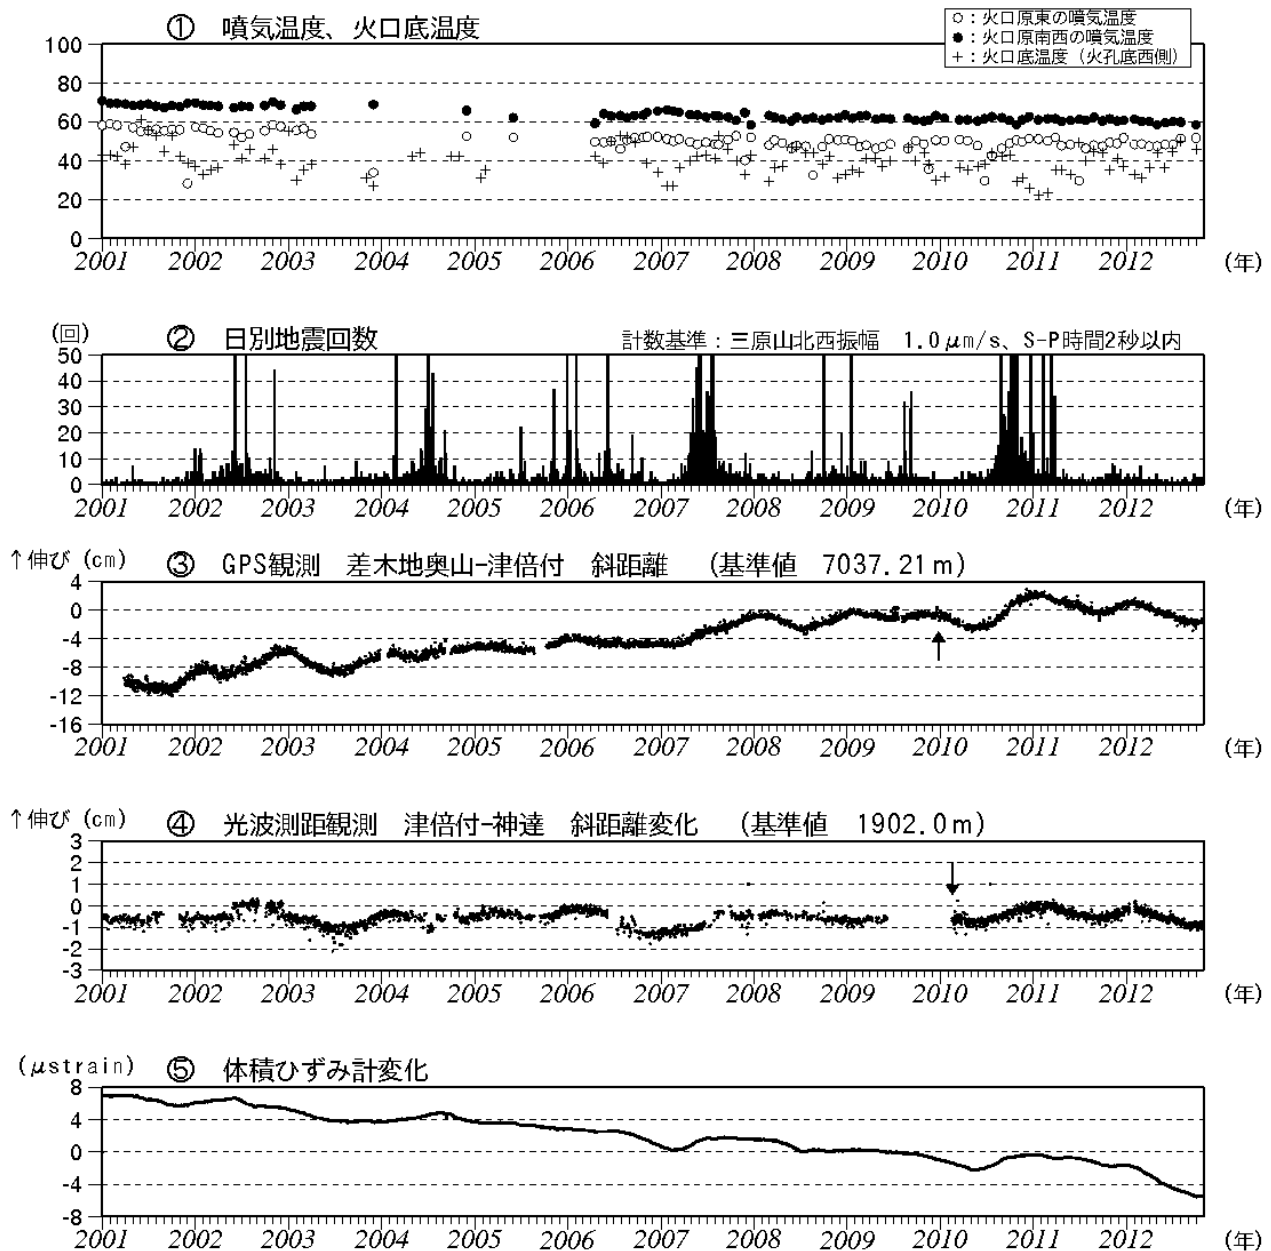 ① 噴気温度、火口底温度
○：火口原東の噴気温度
●：火口原南西の噴気温度
＋：火口底温度（火孔底西側）
100
80
60
40
20
0
2001 2002 2003 2004 2005 2006 2007 2008 2009 2010 2011 2012 (年)
(回) ② 日別地震回数 計数基準：三原山北西振幅 1.0μm/s、S-P時間2秒以内
50
40
30
20
10
0
2001 2002 2003 2004 2005 2006 2007 2008 2009 2010 2011 2012 (年)
↑伸び (cm) ③ GPS観測 差木地奥山-津倍付 斜距離 (基準値 7037.21m)
4
0
-4
-8
-12
-16
2001 2002 2003 2004 2005 2006 2007 2008 2009 2010 2011 2012 (年)
↑伸び (cm) ④ 光波測距観測 津倍付-神達 斜距離変化 (基準値 1902.0m)
3
2
1
0
-1
-2
-3
2001 2002 2003 2004 2005 2006 2007 2008 2009 2010 2011 2012 (年)
(μstrain) ⑤ 体積ひずみ計変化
8
4
0
-4
-8
2001 2002 2003 2004 2005 2006 2007 2008 2009 2010 2011 2012 (年)